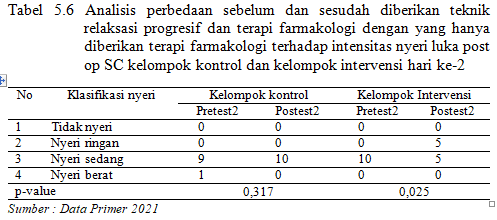 Tabel 5.6 Analisis perbedaan sebelum dan sesudah diberikan teknik
relaksasi progresif dan terapi farmakologi dengan yang hanya
diberikan terapi farmakologi terhadap intensitas nyeri luka post
op SC kelompok kontrol dan kelompok intervensi hari ke-2
No Klasifikasi nyeri Kelompok kontrol Kelompok Intervensi
Pretest2 Postest2 Pretest2 Postest2
1 Tidak nyeri 0 0 0 0
2 Nyeri ringan 0 0 0 5
3 Nyeri sedang 9 10 10 5
4 Nyeri berat 1 0 0 0
p-value 0,317 0,025
Sumber : Data Primer 2021